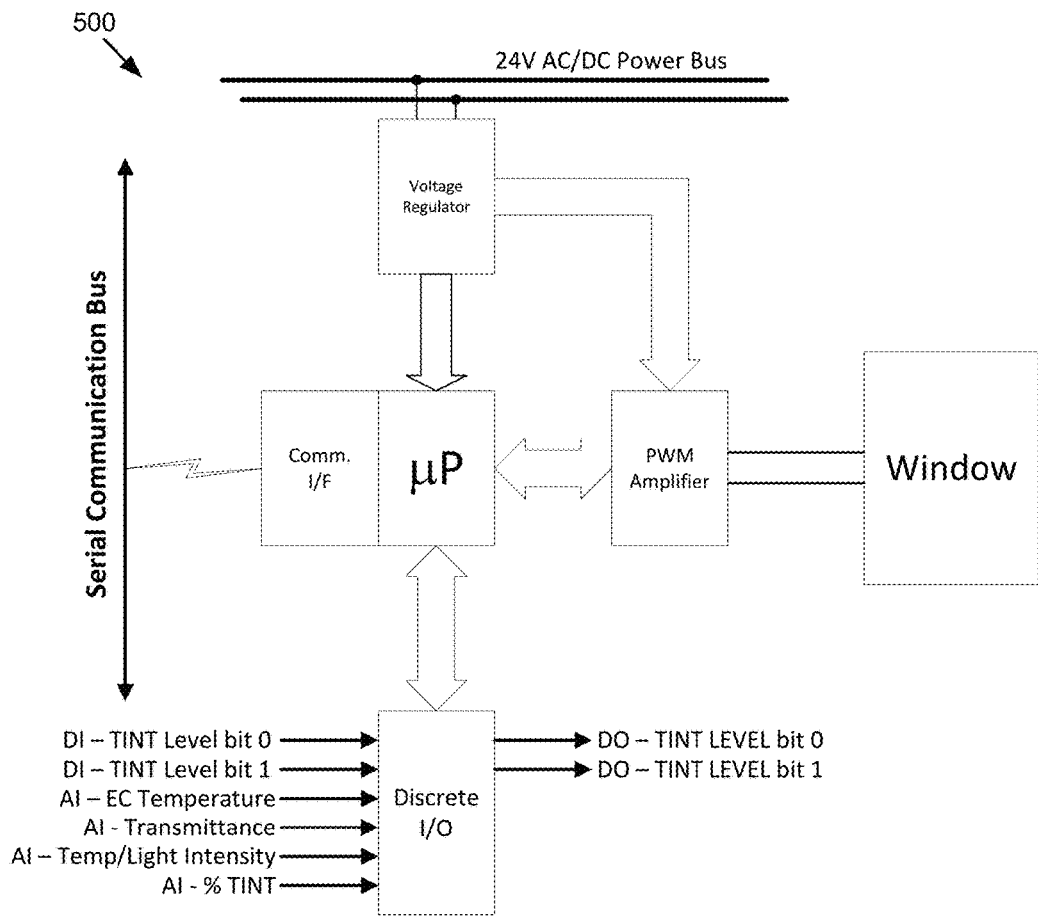 500
24V AC/DC Power Bus
Voltage
Regulator
Serial Communication Bus
Comm.
I/F
µP
PWM
Amplifier
Window
DI – TINT Level bit 0
DI – TINT Level bit 1
AI – EC Temperature
AI - Transmittance
AI – Temp/Light Intensity
AI - % TINT
Discrete
I/O
DO – TINT LEVEL bit 0
DO – TINT LEVEL bit 1